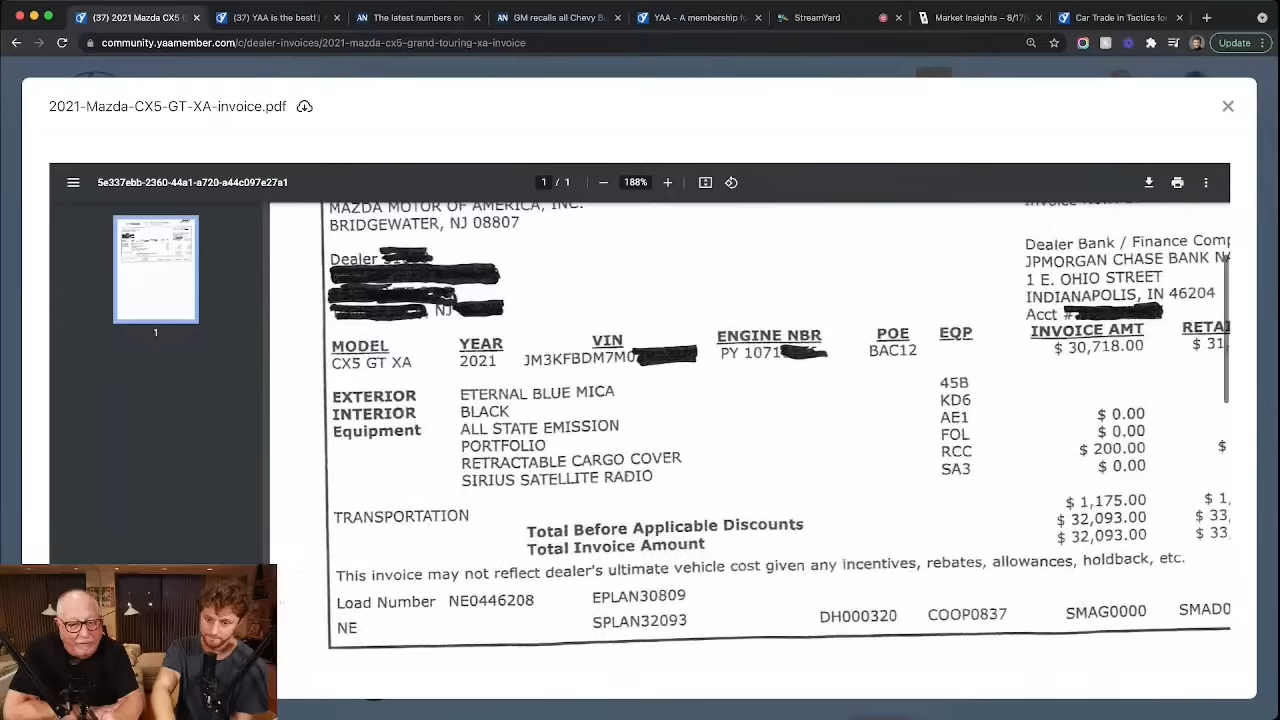 (37) 2021 Mazda CX5 G
(37) YAA is the best! |
The latest numbers on
GM recalls all Chevy B
YAA - A membership fo
StreamYard
Market Insights – 8/17/
Car Trade in Tactics for
community.yaamember.org/c/dealer-invoices/2021-mazda-cx5-grand-touring-xa-invoice
Update
2021-Mazda-CX5-GT-XA-invoice.pdf
5e337ebb-2360-44a1-a720-a44c097e27a1
1 / 1
188%
1
MAZDA MOTOR OF AMERICA, INC.
BRIDGEWATER, NJ 08807
Dealer
NJ
Dealer Bank / Finance Comp
JPMORGAN CHASE BANK N
1 E. OHIO STREET
INDIANAPOLIS, IN 46204
Acct #
MODEL YEAR VIN ENGINE NBR POE EQP INVOICE AMT RETAI
CX5 GT XA 2021 JM3KFBDM7M0 PY 1071 BAC12 $ 30,718.00 $ 31,
EXTERIOR ETERNAL BLUE MICA 45B
INTERIOR BLACK KD6
Equipment ALL STATE EMISSION AE1 $ 0.00
PORTFOLIO FOL $ 0.00
RETRACTABLE CARGO COVER RCC $ 200.00 $
SIRIUS SATELLITE RADIO SA3 $ 0.00
TRANSPORTATION $ 1,175.00 $ 1,
Total Before Applicable Discounts $ 32,093.00 $ 33,
Total Invoice Amount $ 32,093.00 $ 33,
This invoice may not reflect dealer's ultimate vehicle cost given any incentives, rebates, allowances, holdback, etc.
Load Number NE0446208 EPLAN30809
NE SPLAN32093 DH000320 COOP0837 SMAG0000 SMAD0